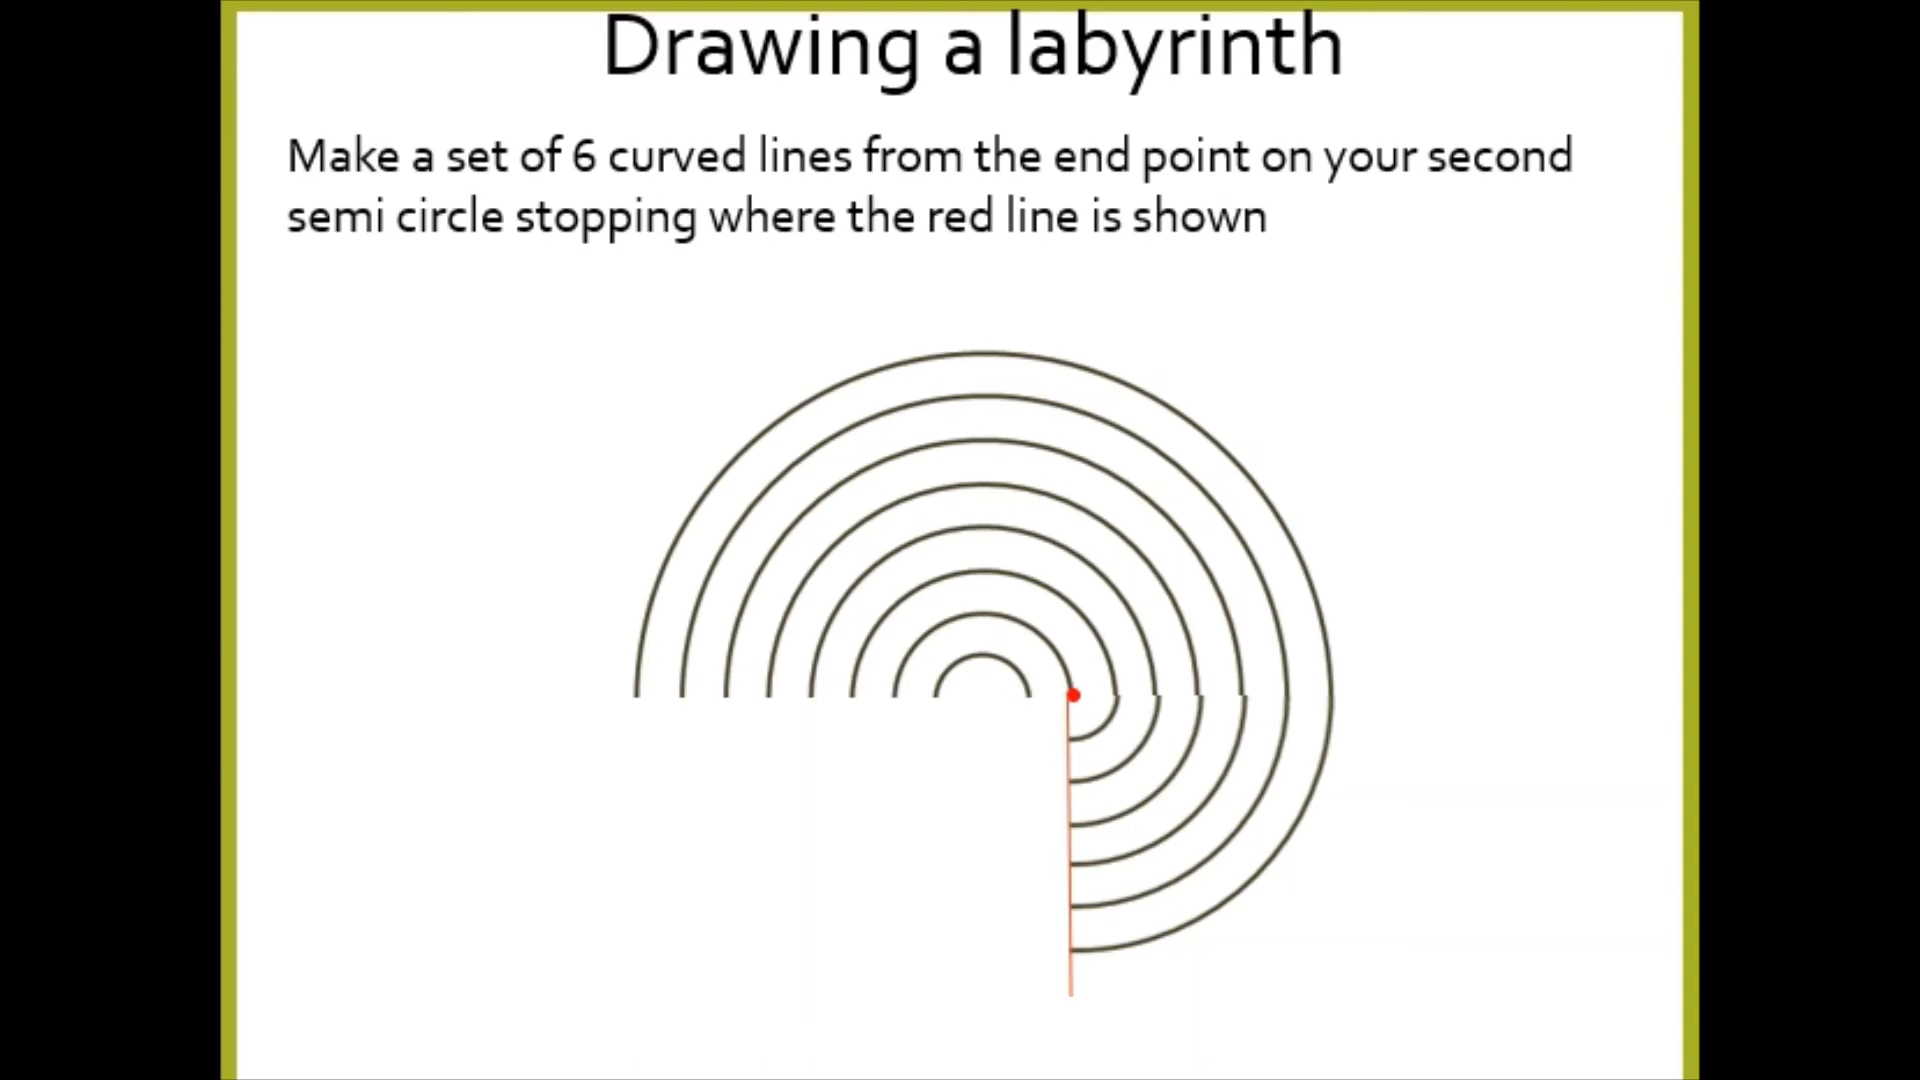 Drawing a labyrinth
Make a set of 6 curved lines from the end point on your second
semi circle stopping where the red line is shown